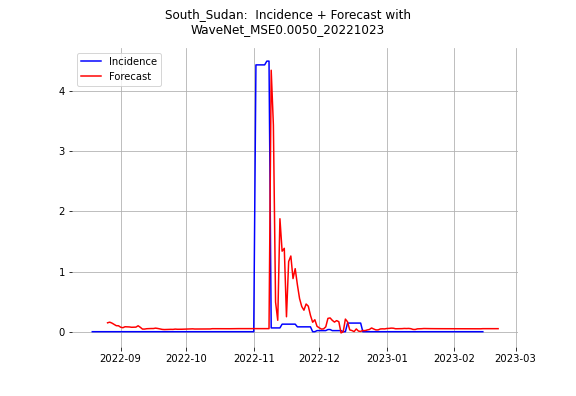 South_Sudan:  Incidence + Forecast with
WaveNet_MSE0.0050_20221023
Incidence
Forecast
4
3
2
1
0
2022-09 2022-10 2022-11 2022-12 2023-01 2023-02 2023-03